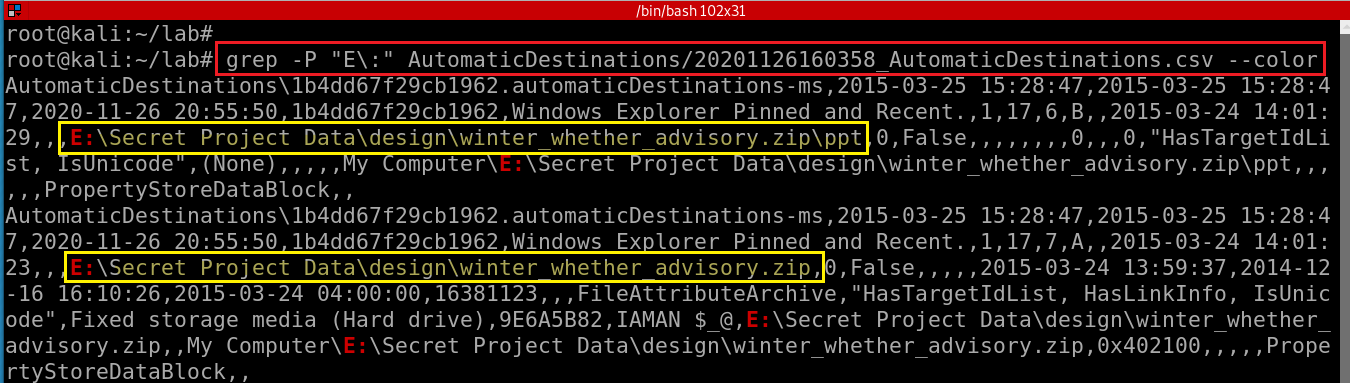 /bin/bash 102x31
root@kali:~/lab#
root@kali:~/lab# grep -P "E\:" AutomaticDestinations/20201126160358_AutomaticDestinations.csv --color
AutomaticDestinations\1b4dd67f29cb1962.automaticDestinations-ms,2015-03-25 15:28:47,2015-03-25 15:28:4
7,2020-11-26 20:55:50,1b4dd67f29cb1962,Windows Explorer Pinned and Recent.,1,17,6,B,,2015-03-24 14:01:
29,,,E:\Secret Project Data\design\winter_whether_advisory.zip\ppt,0,False,,,,,,,,0,,,0,"HasTargetIdLi
st, IsUnicode",(None),,,,,My Computer\E:\Secret Project Data\design\winter_whether_advisory.zip\ppt,,,
,,,PropertyStoreDataBlock,,
AutomaticDestinations\1b4dd67f29cb1962.automaticDestinations-ms,2015-03-25 15:28:47,2015-03-25 15:28:4
7,2020-11-26 20:55:50,1b4dd67f29cb1962,Windows Explorer Pinned and Recent.,1,17,7,A,,2015-03-24 14:01:
23,,,E:\Secret Project Data\design\winter_whether_advisory.zip,0,False,,,,,2015-03-24 13:59:37,2014-12
-16 16:10:26,2015-03-24 04:00:00,16381123,,,FileAttributeArchive,"HasTargetIdList, HasLinkInfo, IsUnic
ode",Fixed storage media (Hard drive),9E6A5B82,IAMAN $_@,E:\Secret Project Data\design\winter_whether_
advisory.zip,,My Computer\E:\Secret Project Data\design\winter_whether_advisory.zip,0x402100,,,,,Prope
rtyStoreDataBlock,,